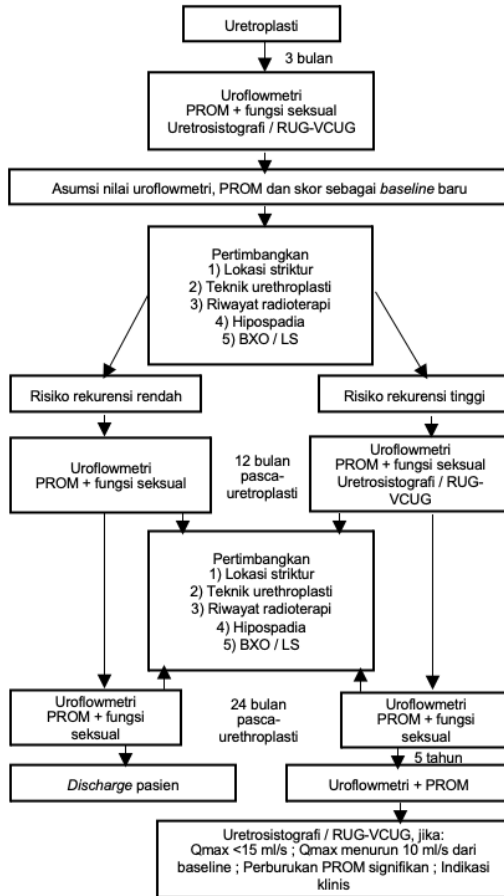 Uretroplasti
3 bulan
Uroflowmetri
PROM + fungsi seksual
Uretrosistografi / RUG-VCUG
Asumsi nilai uroflowmetri, PROM dan skor sebagai baseline baru
Pertimbangkan
1) Lokasi striktur
2) Teknik urethroplasti
3) Riwayat radioterapi
4) Hipospadia
5) BXO / LS
Risiko rekurensi rendah
Risiko rekurensi tinggi
Uroflowmetri
PROM + fungsi seksual
12 bulan
pasca-
uretroplasti
Uroflowmetri
PROM + fungsi seksual
Uretrosistografi / RUG-
VCUG
Pertimbangkan
1) Lokasi striktur
2) Teknik urethroplasti
3) Riwayat radioterapi
4) Hipospadia
5) BXO / LS
Uroflowmetri
PROM + fungsi
seksual
24 bulan
pasca-
urethroplasti
Uroflowmetri
PROM + fungsi
seksual
5 tahun
Discharge pasien
Uroflowmetri + PROM
Uretrosistografi / RUG-VCUG, jika:
Qmax <15 ml/s ; Qmax menurun 10 ml/s dari
baseline ; Perburukan PROM signifikan ; Indikasi
klinis